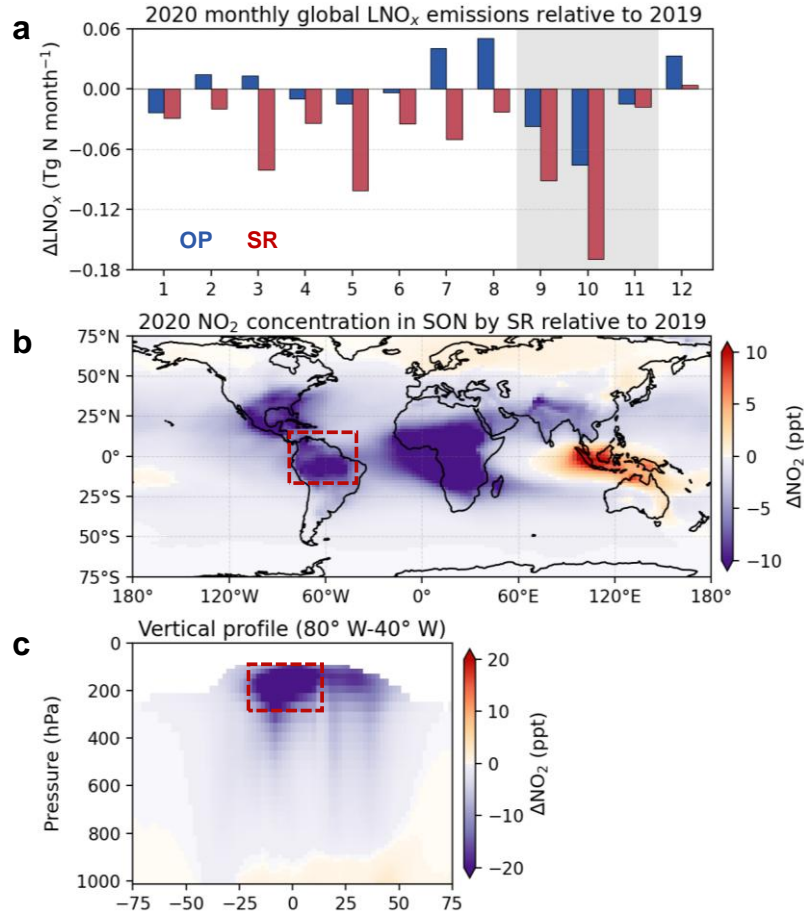 a
2020 monthly global LNOₓ emissions relative to 2019
0.06
0.00
−0.06
−0.12
−0.18
ΔLNOₓ (Tg N month⁻¹)
OP SR
1 2 3 4 5 6 7 8 9 10 11 12
b
2020 NO₂ concentration in SON by SR relative to 2019
75°N
50°N
25°N
0°
25°S
50°S
75°S
180° 120°W 60°W 0° 60°E 120°E 180°
10
5
0
−5
−10
ΔNO₂ (ppt)
c
Vertical profile (80° W-40° W)
0
200
400
600
800
1000
Pressure (hPa)
−75 −50 −25 0 25 50 75
20
10
0
−10
−20
ΔNO₂ (ppt)